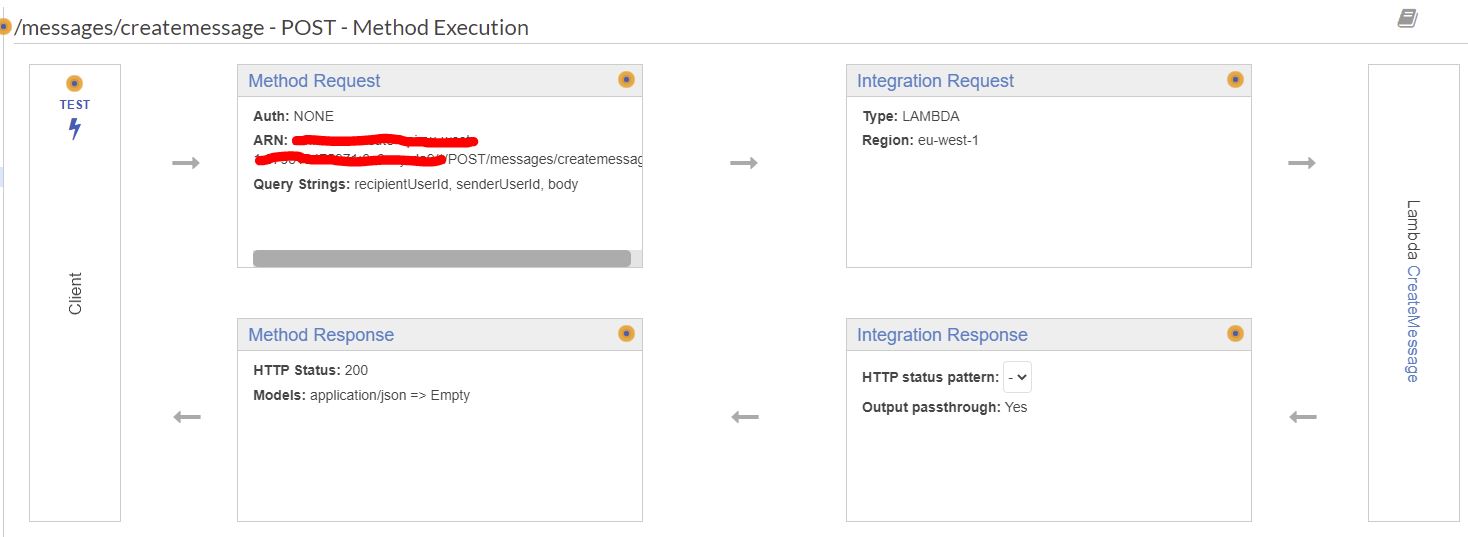 /messages/createmessage - POST - Method Execution
TEST
Client
Method Request
Auth: NONE
ARN:
/POST/messages/createmessag
Query Strings: recipientUserId, senderUserId, body
Integration Request
Type: LAMBDA
Region: eu-west-1
Method Response
HTTP Status: 200
Models: application/json => Empty
Integration Response
HTTP status pattern: -
Output passthrough: Yes
Lambda CreateMessage